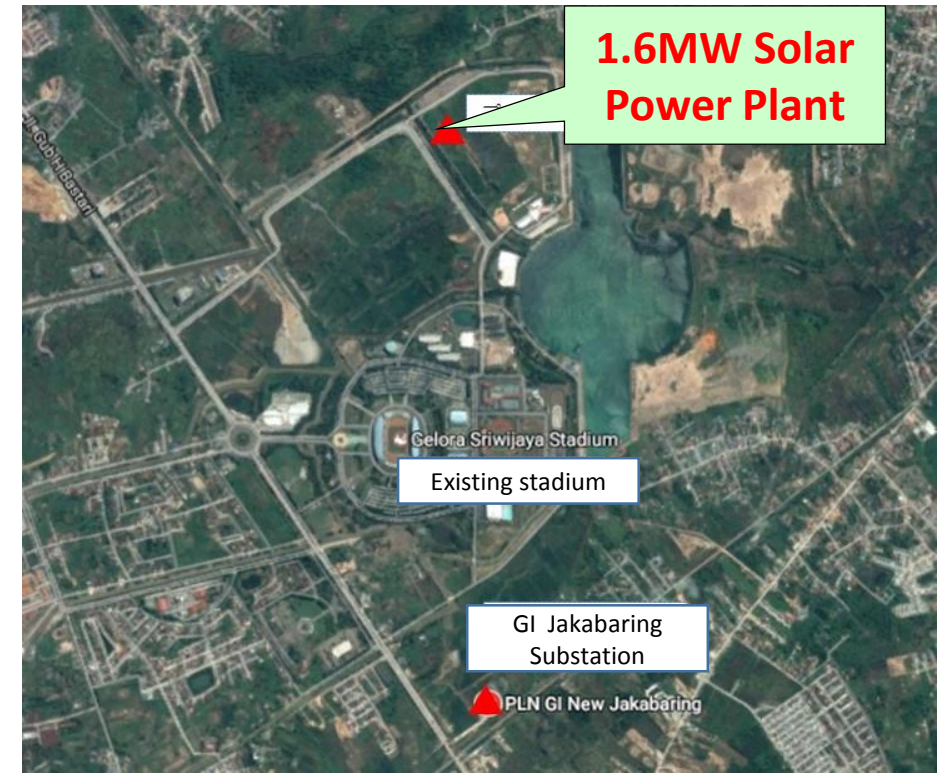 1.6MW Solar
Power Plant
Jl. Gub HI Bastari
Gelora Sriwijaya Stadium
Existing stadium
GI Jakabaring
Substation
PLN GI New Jakabaring